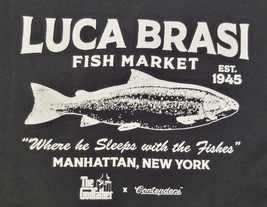 LUCA BRASI
FISH MARKET
EST.
1945
"Where he Sleeps with the Fishes"
MANHATTAN, NEW YORK
The Godfather x Contenders